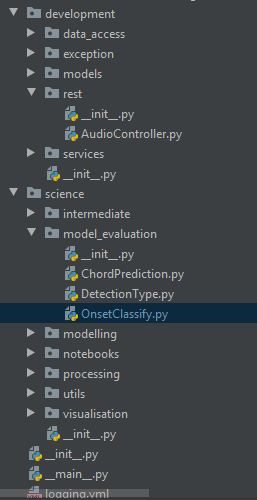 development
data_access
exception
models
rest
__init__.py
AudioController.py
services
__init__.py
science
intermediate
model_evaluation
__init__.py
ChordPrediction.py
DetectionType.py
OnsetClassify.py
modelling
notebooks
processing
utils
visualisation
__init__.py
__init__.py
__main__.py
logging.yml